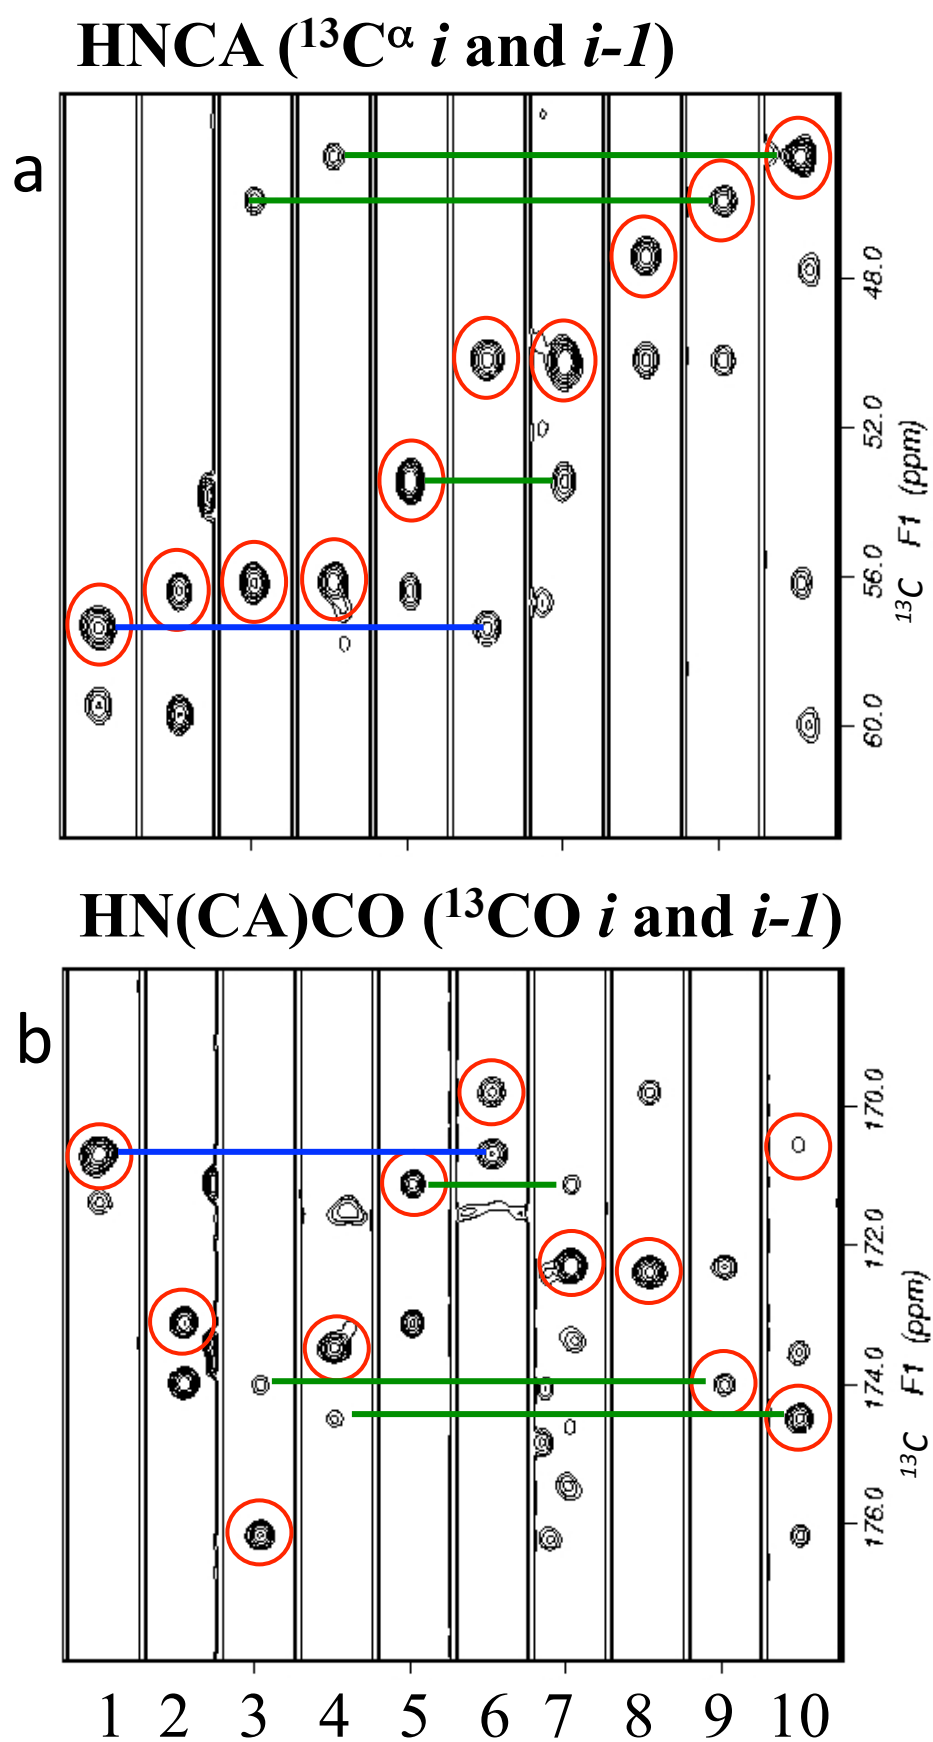 HNCA (¹³Cᵅ i and i-1)
a
48.0
52.0
56.0
60.0
¹³C F1 (ppm)
HN(CA)CO (¹³CO i and i-1)
b
170.0
172.0
174.0
176.0
¹³C F1 (ppm)
1 2 3 4 5 6 7 8 9 10